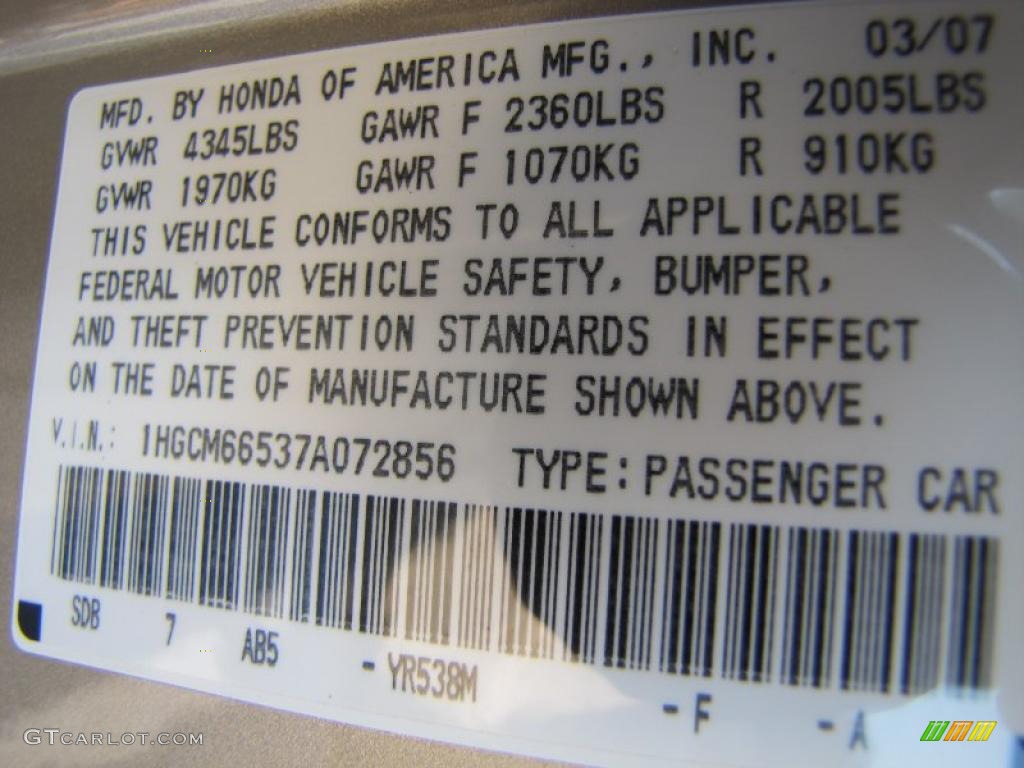 MFD. BY HONDA OF AMERICA MFG., INC. 03/07
GVWR 4345LBS GAWR F 2360LBS R 2005LBS
GVWR 1970KG GAWR F 1070KG R 910KG
THIS VEHICLE CONFORMS TO ALL APPLICABLE
FEDERAL MOTOR VEHICLE SAFETY, BUMPER,
AND THEFT PREVENTION STANDARDS IN EFFECT
ON THE DATE OF MANUFACTURE SHOWN ABOVE.
V.I.N.: 1HGCM66537A072856 TYPE: PASSENGER CAR
SDB 7 AB5 - YR538M - F - A
GTCARLOT.COM